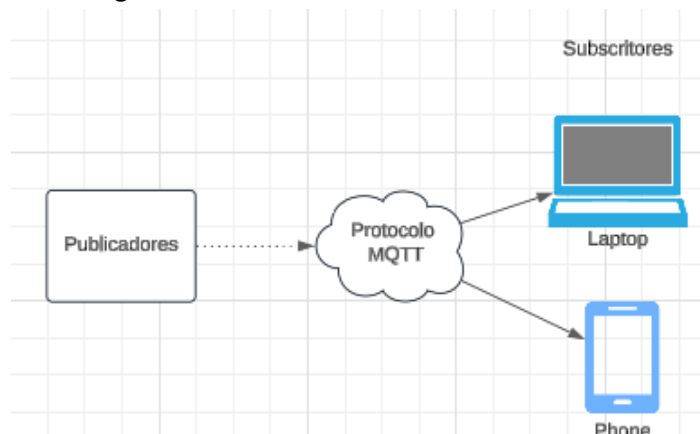 Subscritores
Publicadores
Protocolo
MQTT
Laptop
Phone